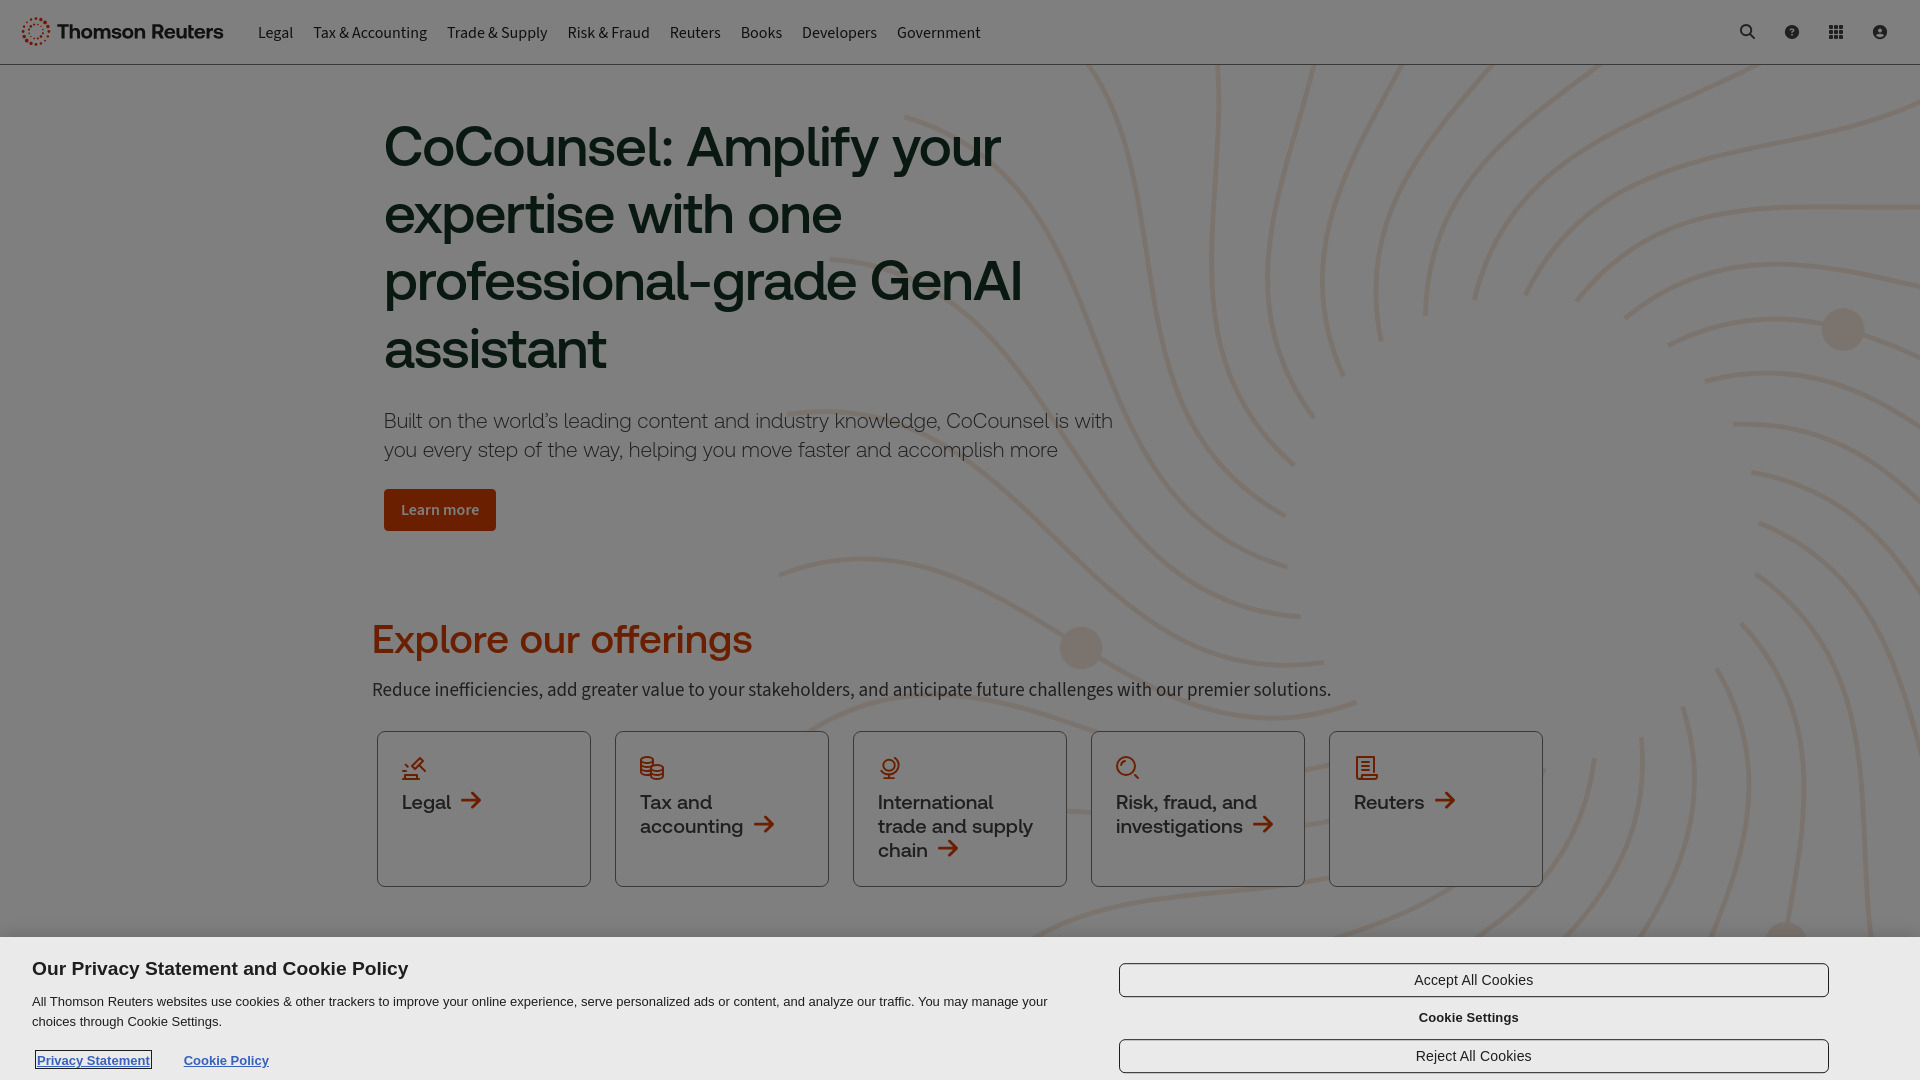 Thomson Reuters
Legal
Tax & Accounting
Trade & Supply
Risk & Fraud
Reuters
Books
Developers
Government
CoCounsel: Amplify your
expertise with one
professional-grade GenAI
assistant
Built on the world’s leading content and industry knowledge, CoCounsel is with
you every step of the way, helping you move faster and accomplish more
Learn more
Explore our offerings
Reduce inefficiencies, add greater value to your stakeholders, and anticipate future challenges with our premier solutions.
Legal
Tax and
accounting
International
trade and supply
chain
Risk, fraud, and
investigations
Reuters
Our Privacy Statement and Cookie Policy
All Thomson Reuters websites use cookies & other trackers to improve your online experience, serve personalized ads or content, and analyze our traffic. You may manage your
choices through Cookie Settings.
Privacy Statement
Cookie Policy
Accept All Cookies
Cookie Settings
Reject All Cookies